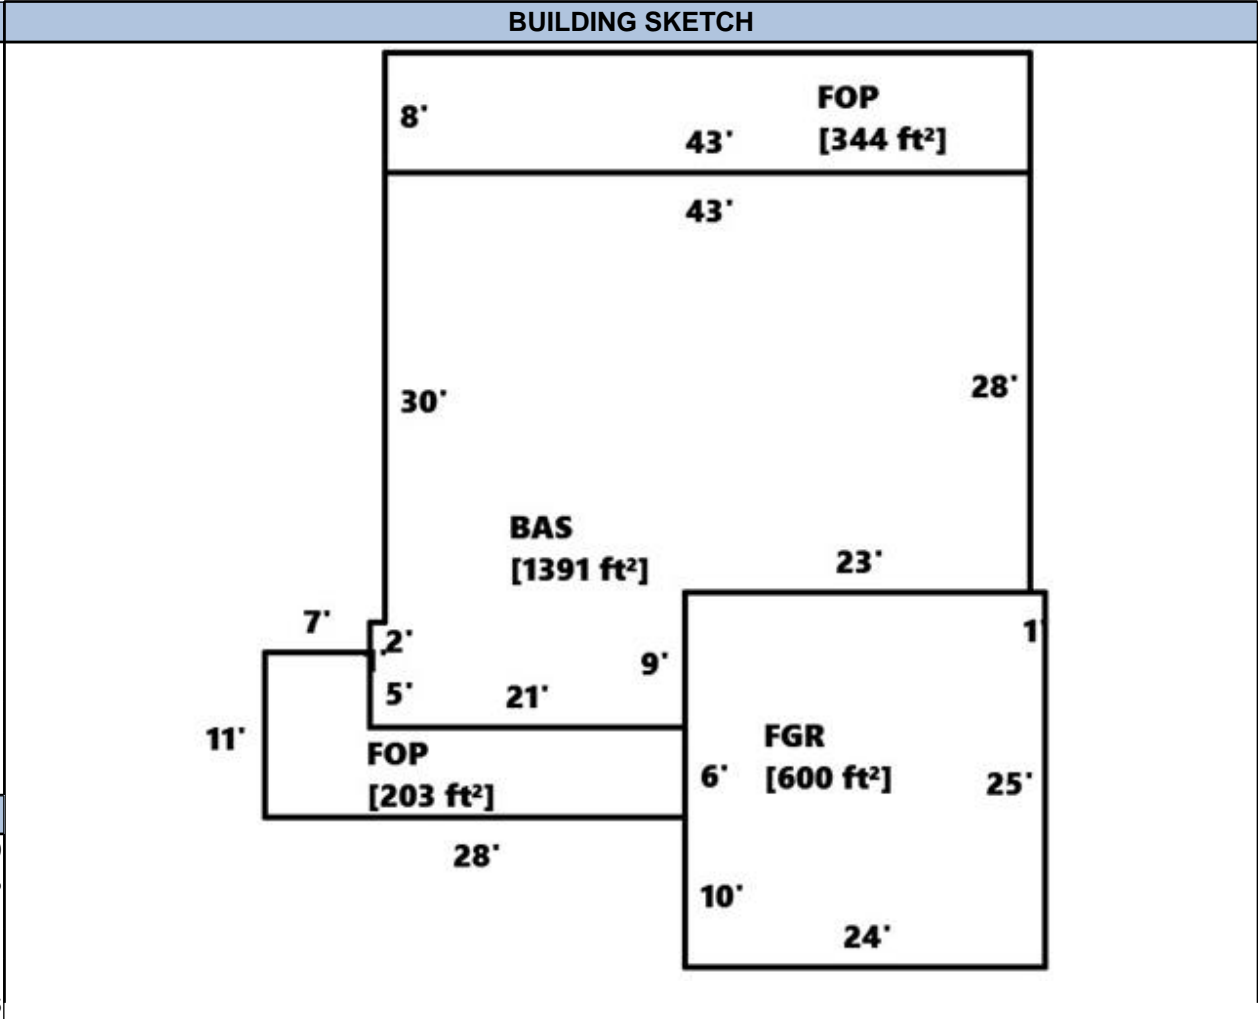 BUILDING SKETCH
8'
FOP
43'
[344 ft²]
43'
30'
28'
BAS
[1391 ft²]
23'
7'
2'
1'
9'
5'
21'
11'
FOP
[203 ft²]
FGR
[600 ft²]
6'
25'
28'
10'
24'